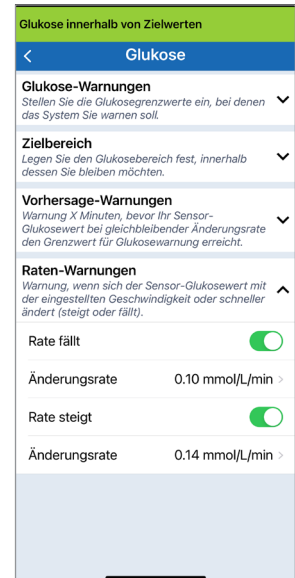 Glukose innerhalb von Zielwerten
Glukose
Glukose-Warnungen
Stellen Sie die Glukosegrenzwerte ein, bei denen
das System Sie warnen soll.
Zielbereich
Legen Sie den Glukosebereich fest, innerhalb
dessen Sie bleiben möchten.
Vorhersage-Warnungen
Warnung X Minuten, bevor Ihr Sensor-
Glukosewert bei gleichbleibender Änderungsrate
den Grenzwert für Glukosewarnung erreicht.
Raten-Warnungen
Warnung, wenn sich der Sensor-Glukosewert mit
der eingestellten Geschwindigkeit oder schneller
ändert (steigt oder fällt).
Rate fällt
Änderungsrate 0.10 mmol/L/min
Rate steigt
Änderungsrate 0.14 mmol/L/min